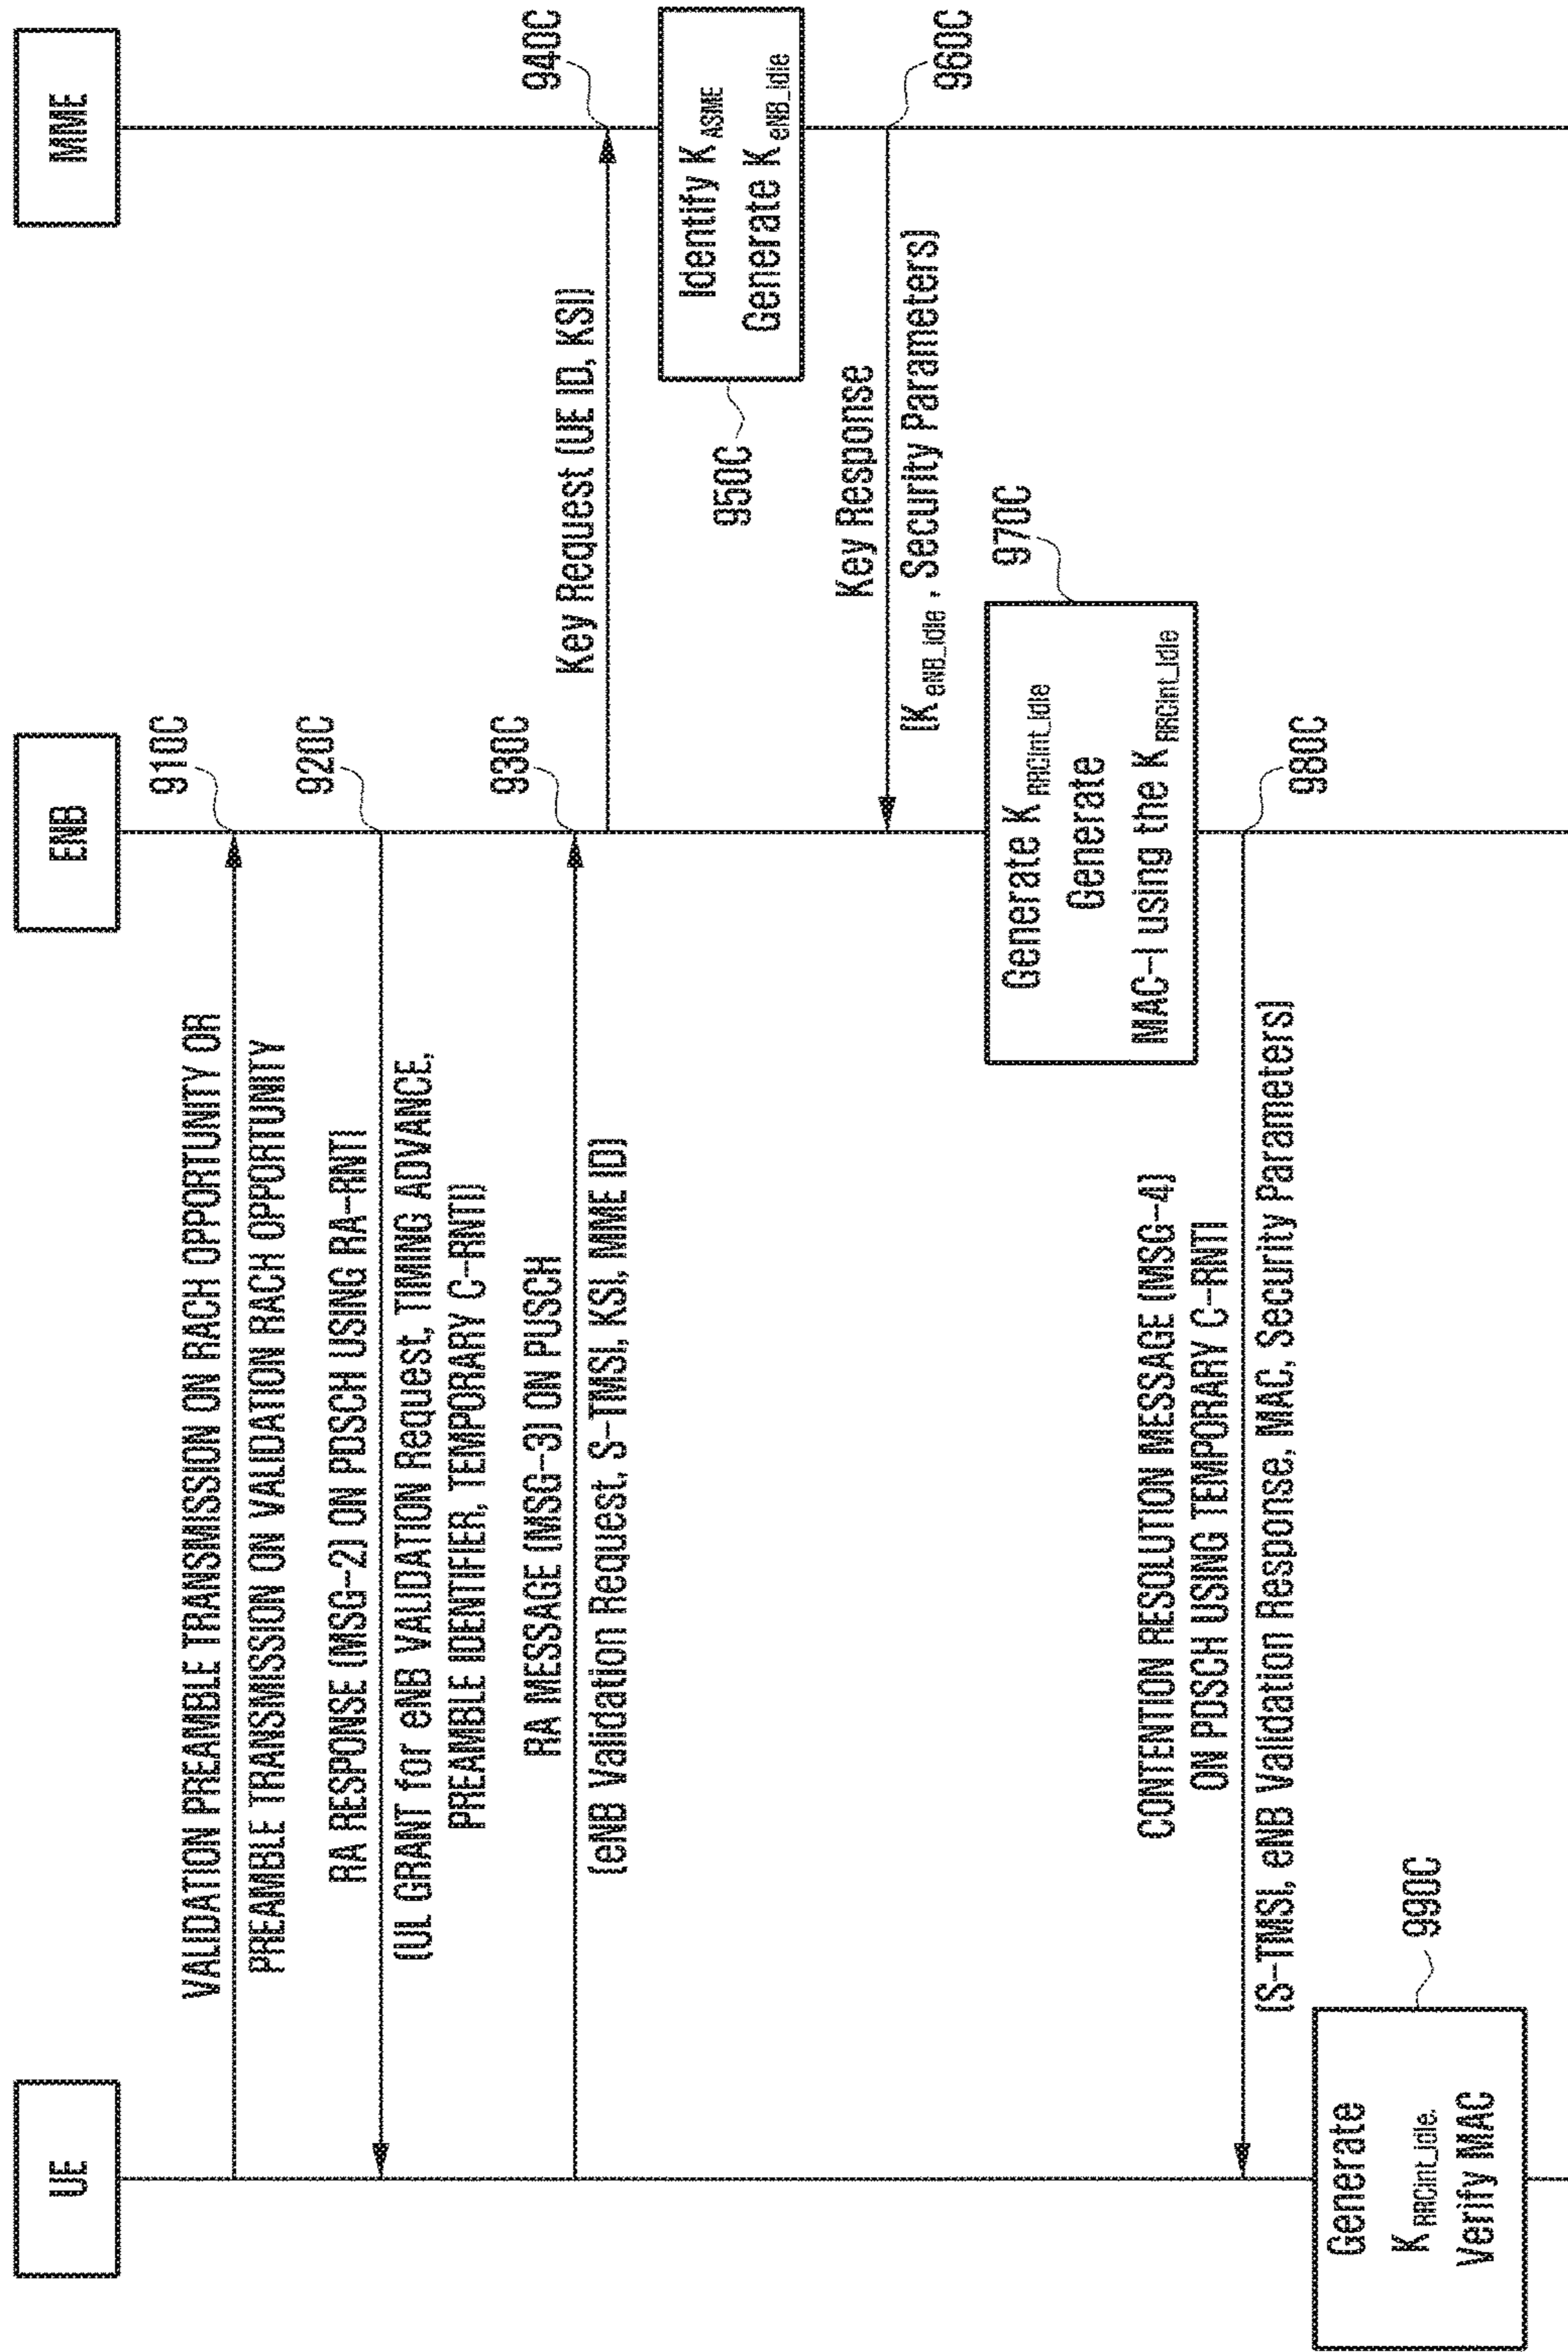 UE
ENB
MME
VALIDATION PREAMBLE TRANSMISSION ON RACH OPPORTUNITY OR
PREAMBLE TRANSMISSION ON VALIDATION RACH OPPORTUNITY
910C
RA RESPONSE (MSG-2) ON PDSCH USING RA-RNTI)
920C
(UL GRANT for eNB VALIDATION Request, TIMING ADVANCE,
PREAMBLE IDENTIFIER, TEMPORARY C-RNTI)
RA MESSAGE (MSG-3) ON PUSCH
930C
(eNB Validation Request, S-TMSI, KSI, MME ID)
Key Request (UE ID, KSI)
940C
Identify K ASME
Generate K eNB_idle
950C
Key Response
960C
(K eNB_idle , Security Parameters)
Generate K RRCint_idle
Generate
MAC-I using the K RRCint_idle
970C
CONTENTION RESOLUTION MESSAGE (MSG-4)
ON PDSCH USING TEMPORARY C-RNTI
980C
(S-TMSI, eNB Validation Response, MAC, Security Parameters)
Generate
K RRCint_idle,
Verify MAC
990C